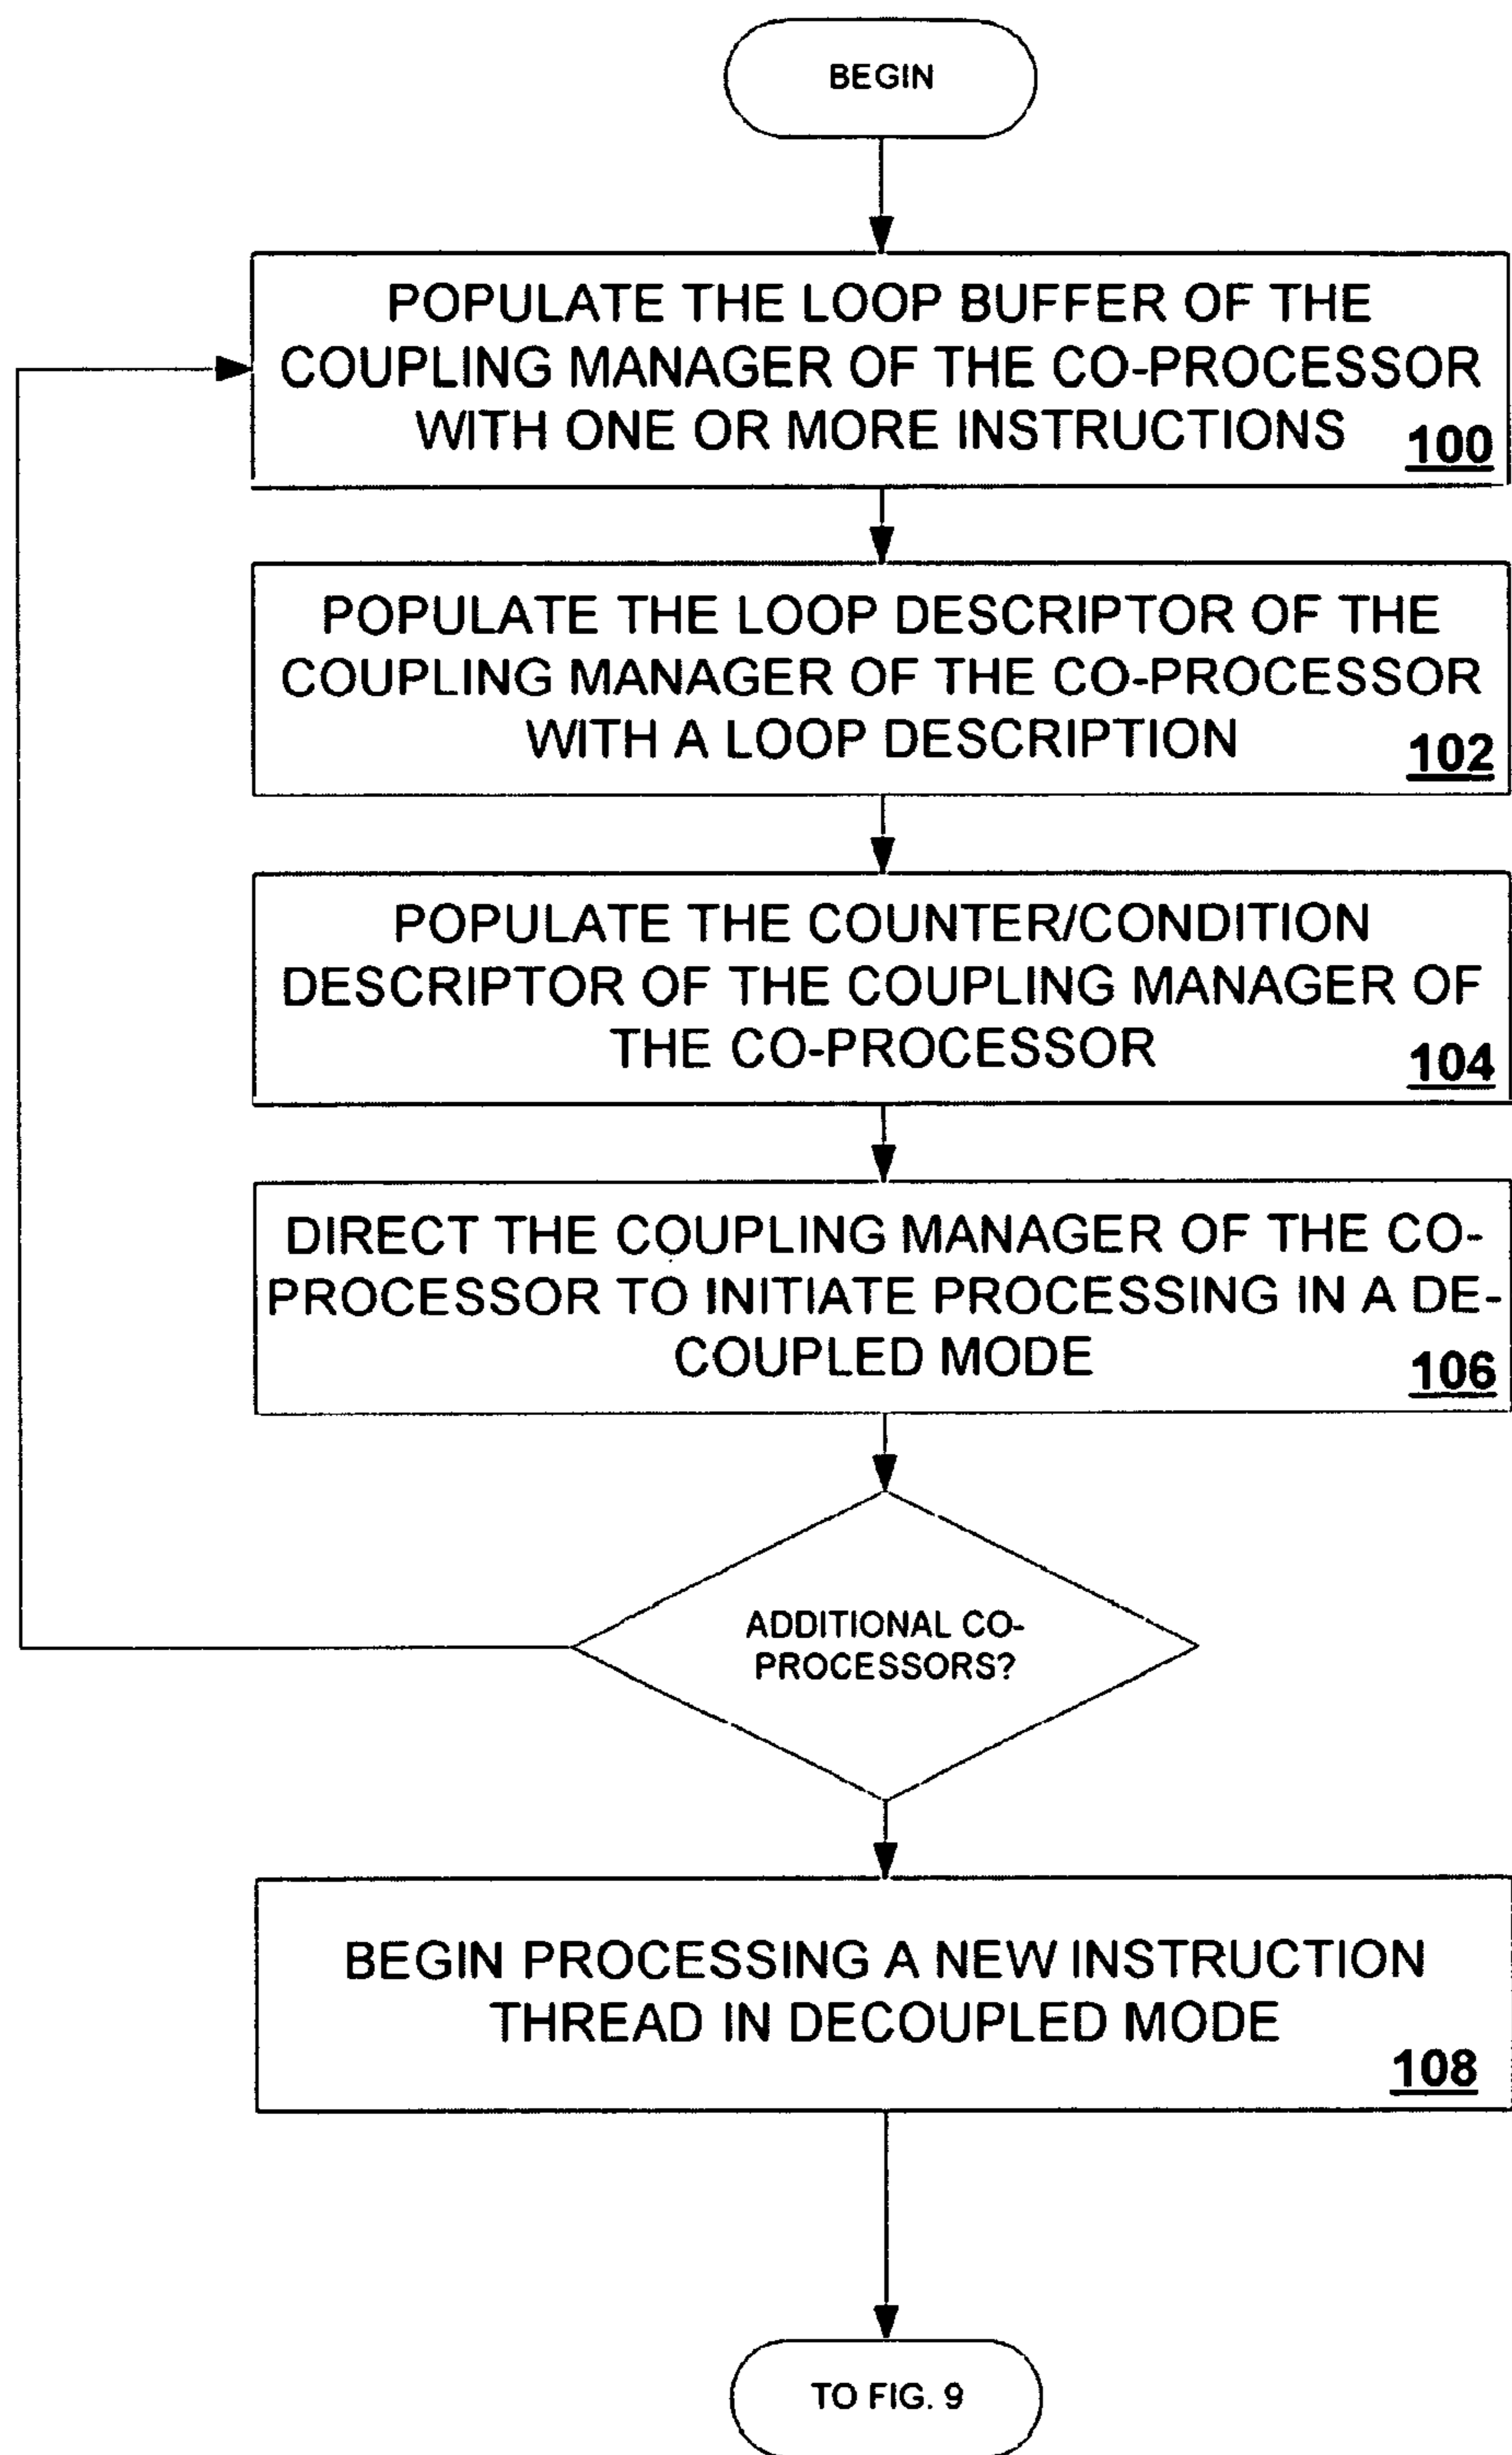 BEGIN
POPULATE THE LOOP BUFFER OF THE
COUPLING MANAGER OF THE CO-PROCESSOR
WITH ONE OR MORE INSTRUCTIONS
100
POPULATE THE LOOP DESCRIPTOR OF THE
COUPLING MANAGER OF THE CO-PROCESSOR
WITH A LOOP DESCRIPTION
102
POPULATE THE COUNTER/CONDITION
DESCRIPTOR OF THE COUPLING MANAGER OF
THE CO-PROCESSOR
104
DIRECT THE COUPLING MANAGER OF THE CO-
PROCESSOR TO INITIATE PROCESSING IN A DE-
COUPLED MODE
106
ADDITIONAL CO-
PROCESSORS?
BEGIN PROCESSING A NEW INSTRUCTION
THREAD IN DECOUPLED MODE
108
TO FIG. 9